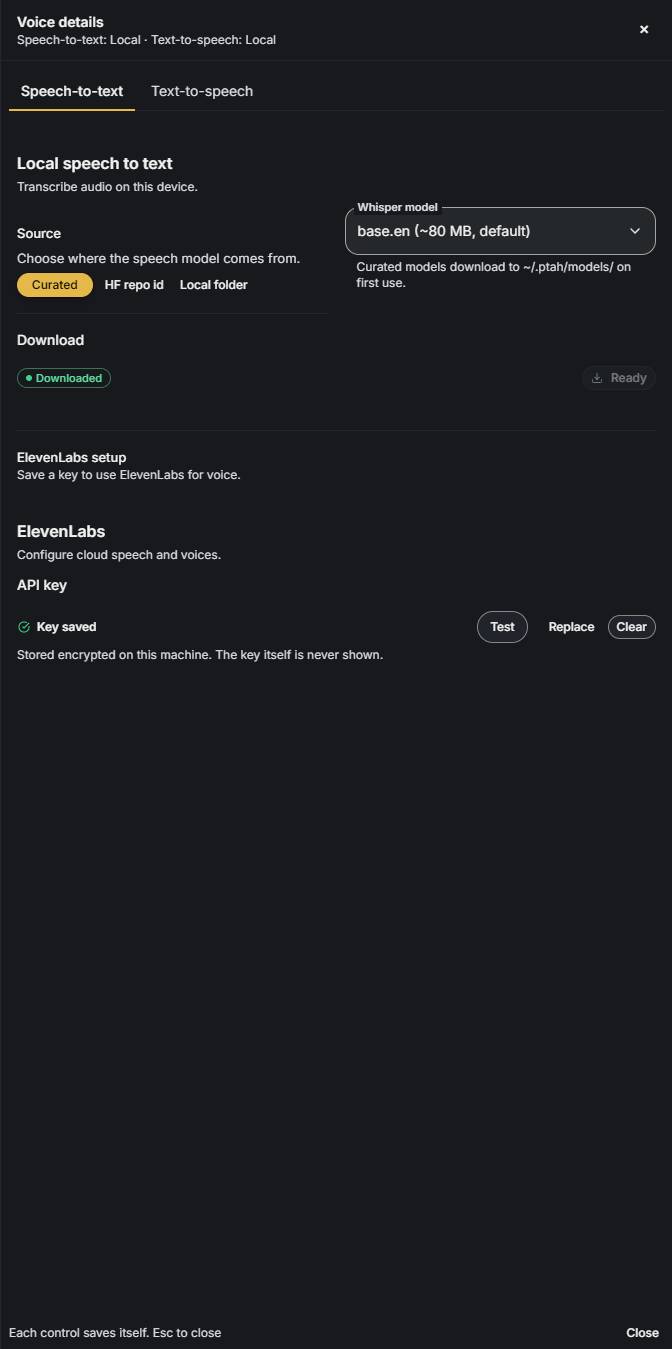 Voice details
Speech-to-text: Local · Text-to-speech: Local
Speech-to-text
Text-to-speech
Local speech to text
Transcribe audio on this device.
Source
Choose where the speech model comes from.
Curated
HF repo id
Local folder
Whisper model
base.en (~80 MB, default)
Curated models download to ~/.ptah/models/ on
first use.
Download
Downloaded
Ready
ElevenLabs setup
Save a key to use ElevenLabs for voice.
ElevenLabs
Configure cloud speech and voices.
API key
Key saved
Test
Replace
Clear
Stored encrypted on this machine. The key itself is never shown.
Each control saves itself. Esc to close
Close